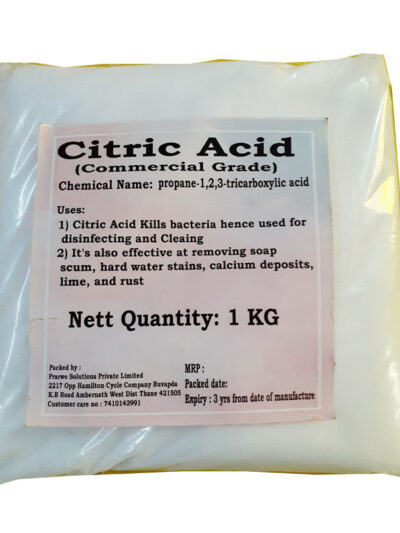 Citric Acid
(Commercial Grade)
Chemical Name: propane-1,2,3-tricarboxylic acid
Uses:
1) Citric Acid Kills bacteria hence used for
disinfecting and Cleaing
2) It's also effective at removing soap
scum, hard water stains, calcium deposits,
lime, and rust
Nett Quantity: 1 KG
Packed by :
Prarwe Solutions Private Limited
2217 Opp Hamilton Cycle Company Buvapda
K.B Road Ambernath West Dist Thane 421505
Customer care no : 7410143991
MRP :
Packed date:
Expiry : 3 yrs from date of manufacture